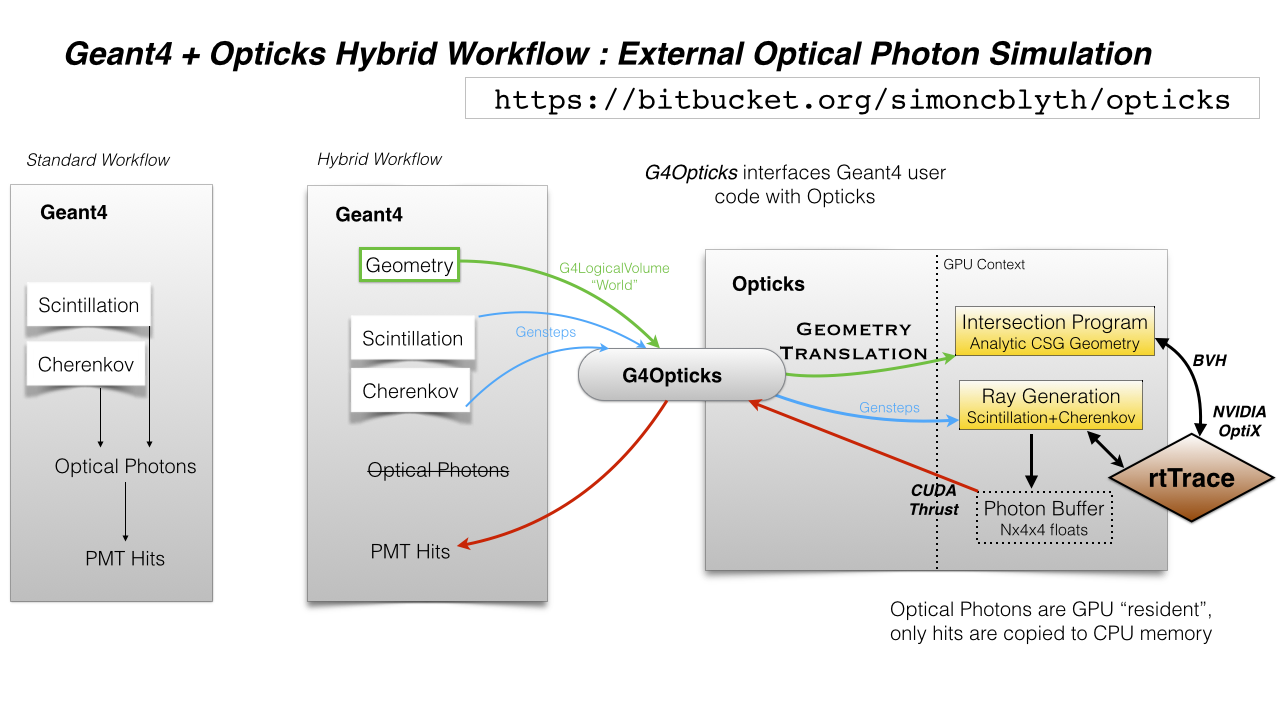 Geant4 + Opticks Hybrid Workflow : External Optical Photon Simulation
https://bitbucket.org/simoncblyth/opticks
Standard Workflow
Geant4
Scintillation
Cherenkov
Optical Photons
PMT Hits
Hybrid Workflow
Geant4
Geometry
Scintillation
Cherenkov
Optical Photons
PMT Hits
G4LogicalVolume
“World”
Gensteps
G4Opticks interfaces Geant4 user
code with Opticks
G4Opticks
Opticks
GPU Context
Geometry
Translation
Gensteps
Intersection Program
Analytic CSG Geometry
Ray Generation
Scintillation+Cherenkov
BVH
NVIDIA
OptiX
rtTrace
CUDA
Thrust
Photon Buffer
Nx4x4 floats
Optical Photons are GPU “resident”,
only hits are copied to CPU memory